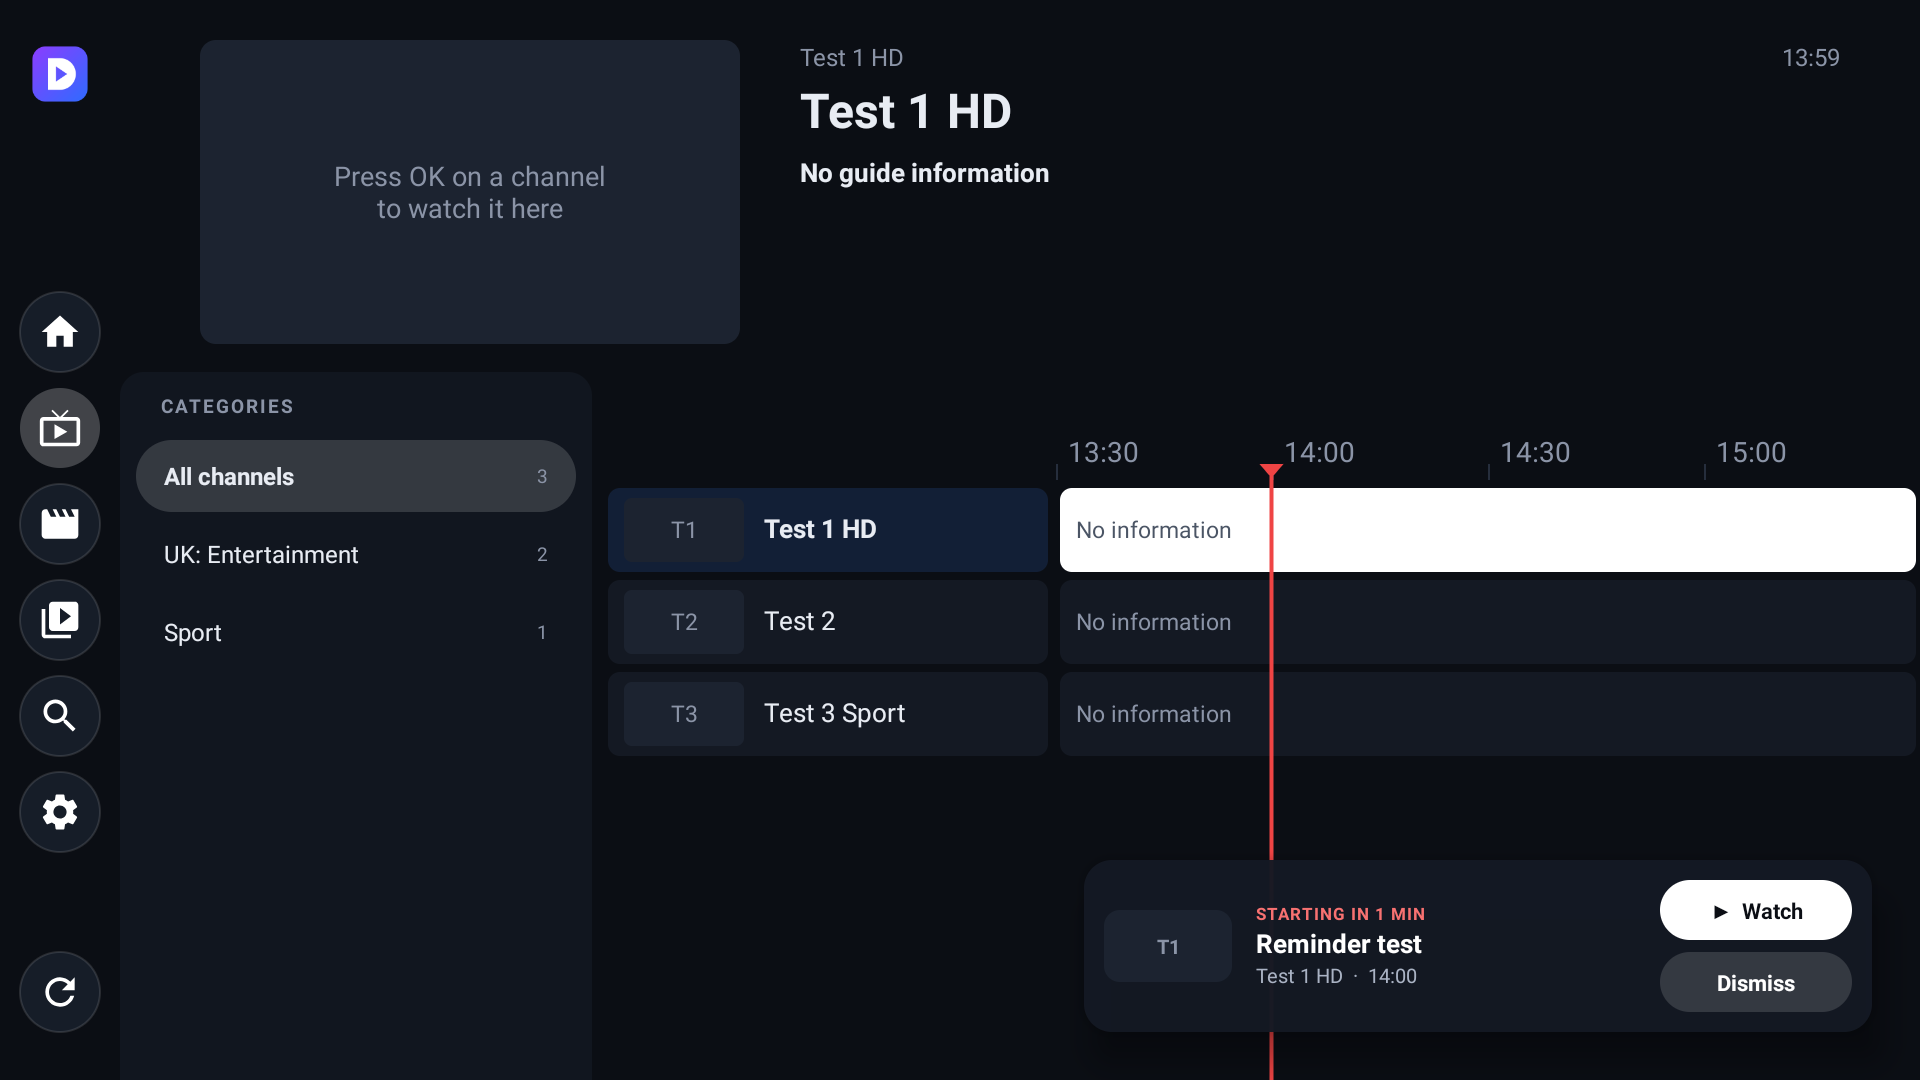 Test 1 HD
13:59
Test 1 HD
No guide information
Press OK on a channel
to watch it here
CATEGORIES
All channels 3
UK: Entertainment 2
Sport 1
13:30 14:00 14:30 15:00
T1 Test 1 HD No information
T2 Test 2 No information
T3 Test 3 Sport No information
T1
STARTING IN 1 MIN
Reminder test
Test 1 HD · 14:00
Watch
Dismiss